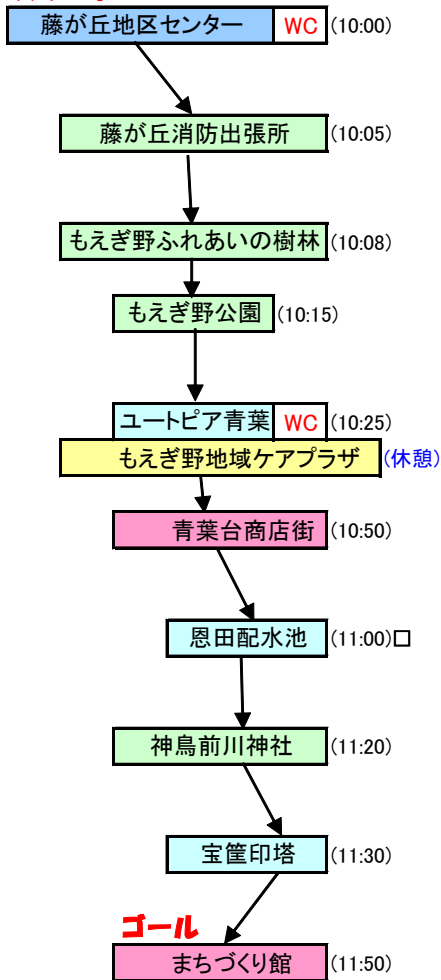 藤が丘地区センター WC (10:00)
藤が丘消防出張所 (10:05)
もえぎ野ふれあいの樹林 (10:08)
もえぎ野公園 (10:15)
ユートピア青葉 WC (10:25)
もえぎ野地域ケアプラザ (休憩)
青葉台商店街 (10:50)
恩田配水池 (11:00)□
神鳥前川神社 (11:20)
宝篋印塔 (11:30)
ゴール
まちづくり館 (11:50)